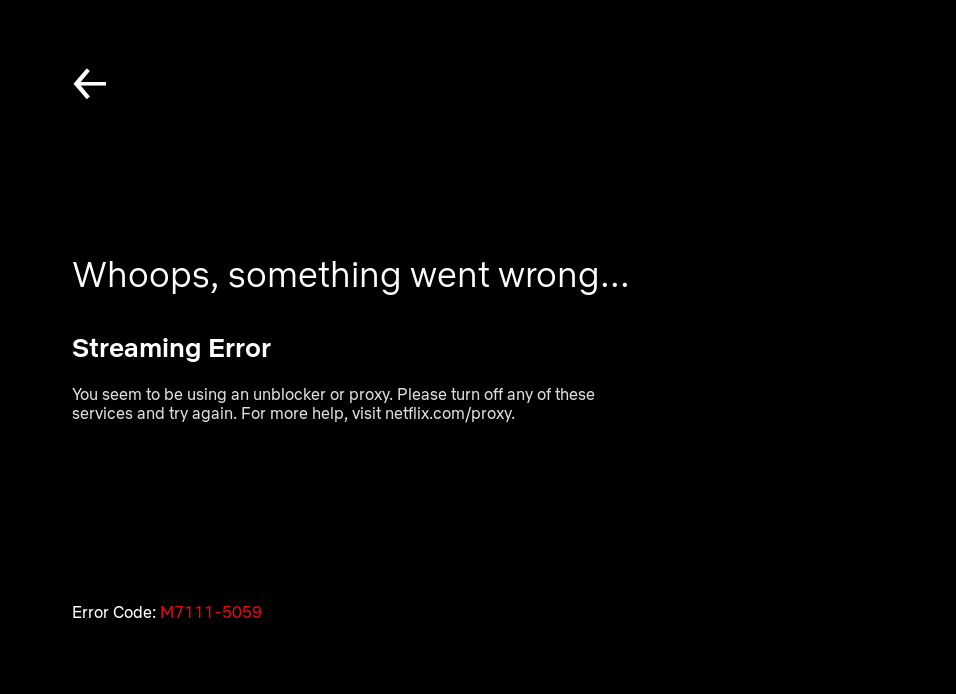 Whoops, something went wrong...
Streaming Error
You seem to be using an unblocker or proxy. Please turn off any of these
services and try again. For more help, visit netflix.com/proxy.
Error Code: M7111-5059